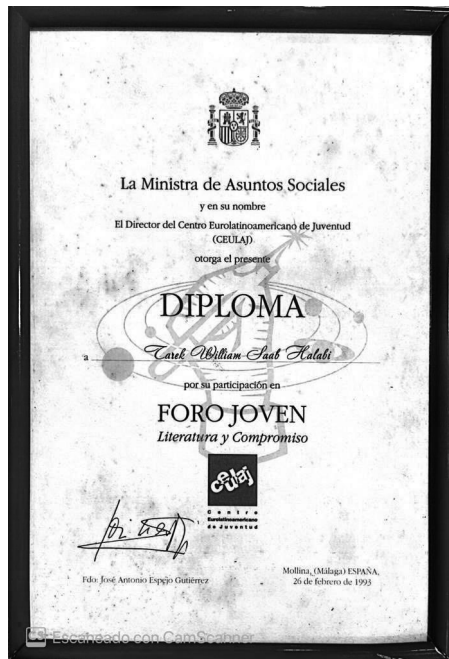 La Ministra de Asuntos Sociales
y en su nombre
El Director del Centro Eurolatinoamericano de Juventud
(CEULAJ)
otorga el presente
DIPLOMA
a Tarek William Saab Halabi
por su participación en
FORO JOVEN
Literatura y Compromiso
ceulaj
Centro
Eurolatinoamericano
de Juventud
Fdo: José Antonio Espejo Gutiérrez
Mollina, (Málaga) ESPAÑA,
26 de febrero de 1993
CS Escaneado con CamScanner